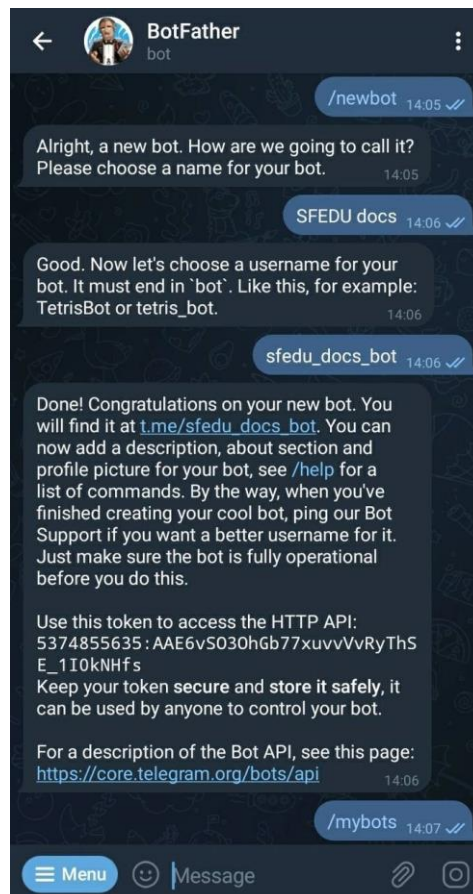 BotFather
bot
/newbot 14:05
Alright, a new bot. How are we going to call it?
Please choose a name for your bot. 14:05
SFEDU docs 14:06
Good. Now let's choose a username for your
bot. It must end in `bot`. Like this, for example:
TetrisBot or tetris_bot. 14:06
sfedu_docs_bot 14:06
Done! Congratulations on your new bot. You
will find it at t.me/sfedu_docs_bot. You can
now add a description, about section and
profile picture for your bot, see /help for a
list of commands. By the way, when you've
finished creating your cool bot, ping our Bot
Support if you want a better username for it.
Just make sure the bot is fully operational
before you do this.
Use this token to access the HTTP API:
5374855635:AAE6vSO3OhGb77xuvvVvRyThS
E_1I0kNHfs
Keep your token secure and store it safely, it
can be used by anyone to control your bot.
For a description of the Bot API, see this page:
https://core.telegram.org/bots/api 14:06
/mybots 14:07
Menu Message